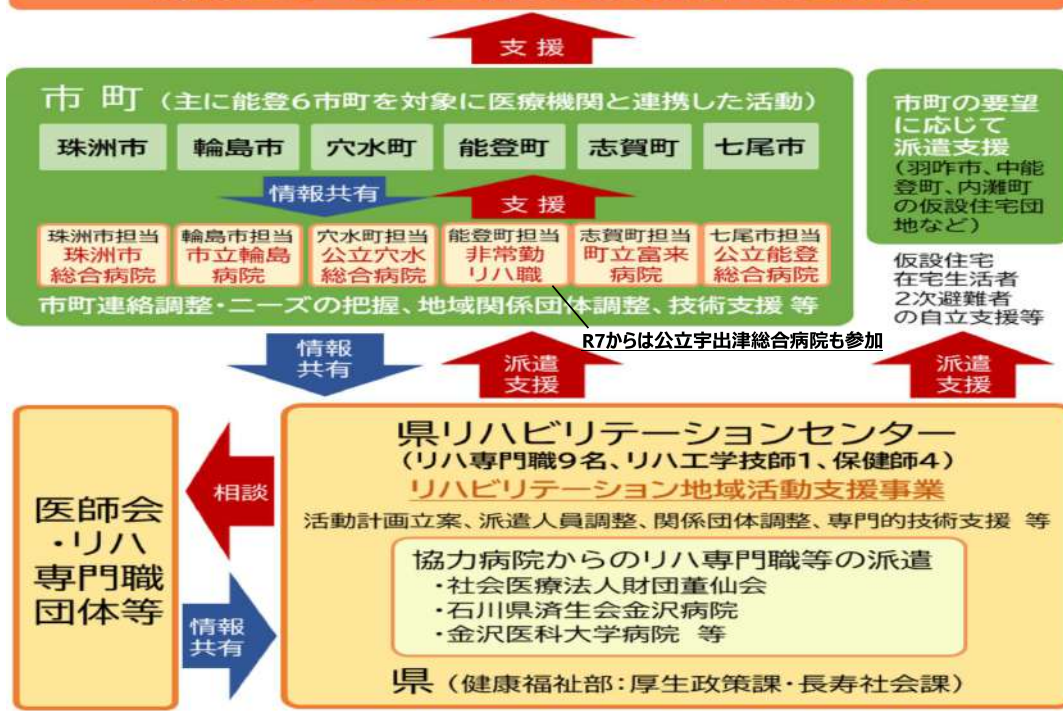 支援
市 町 (主に能登6市町を対象に医療機関と連携した活動)
珠洲市 輪島市 穴水町 能登町 志賀町 七尾市
市町の要望
に応じて
派遣支援
(羽咋市、中能
登町、内灘町
の仮設住宅団
地など)
情報共有
支援
珠洲市担当
珠洲市
総合病院
輪島市担当
市立輪島
病院
穴水町担当
公立穴水
総合病院
能登町担当
非常勤
リハ職
志賀町担当
町立富来
病院
七尾市担当
公立能登
総合病院
市町連絡調整・ニーズの把握、地域関係団体調整、技術支援 等
仮設住宅
在宅生活者
2次避難者
の自立支援等
R7からは公立宇出津総合病院も参加
情報
共有
派遣
支援
派遣
支援
医師会
・リハ
専門職
団体等
相談
情報
共有
県リハビリテーションセンター
(リハ専門職9名、リハ工学技師1、保健師4)
リハビリテーション地域活動支援事業
活動計画立案、派遣人員調整、関係団体調整、専門的技術支援 等
協力病院からのリハ専門職等の派遣
・社会医療法人財団董仙会
・石川県済生会金沢病院
・金沢医科大学病院 等
県 (健康福祉部:厚生政策課・長寿社会課)